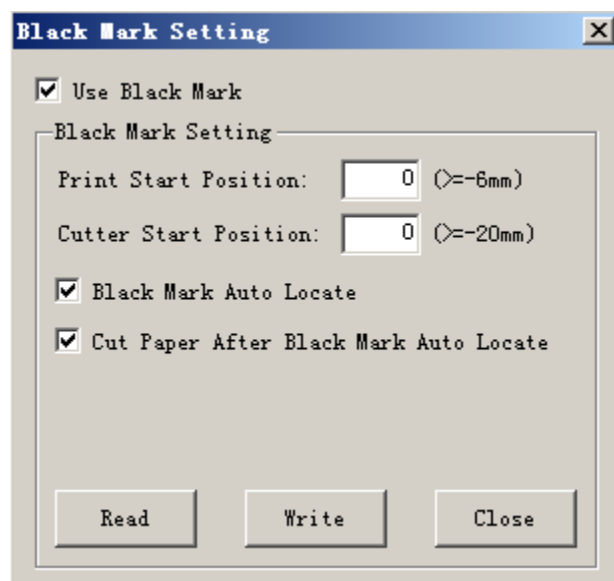 Black Mark Setting
Use Black Mark
Black Mark Setting
Print Start Position: 0 (>=-6mm)
Cutter Start Position: 0 (>=-20mm)
Black Mark Auto Locate
Cut Paper After Black Mark Auto Locate
Read Write Close